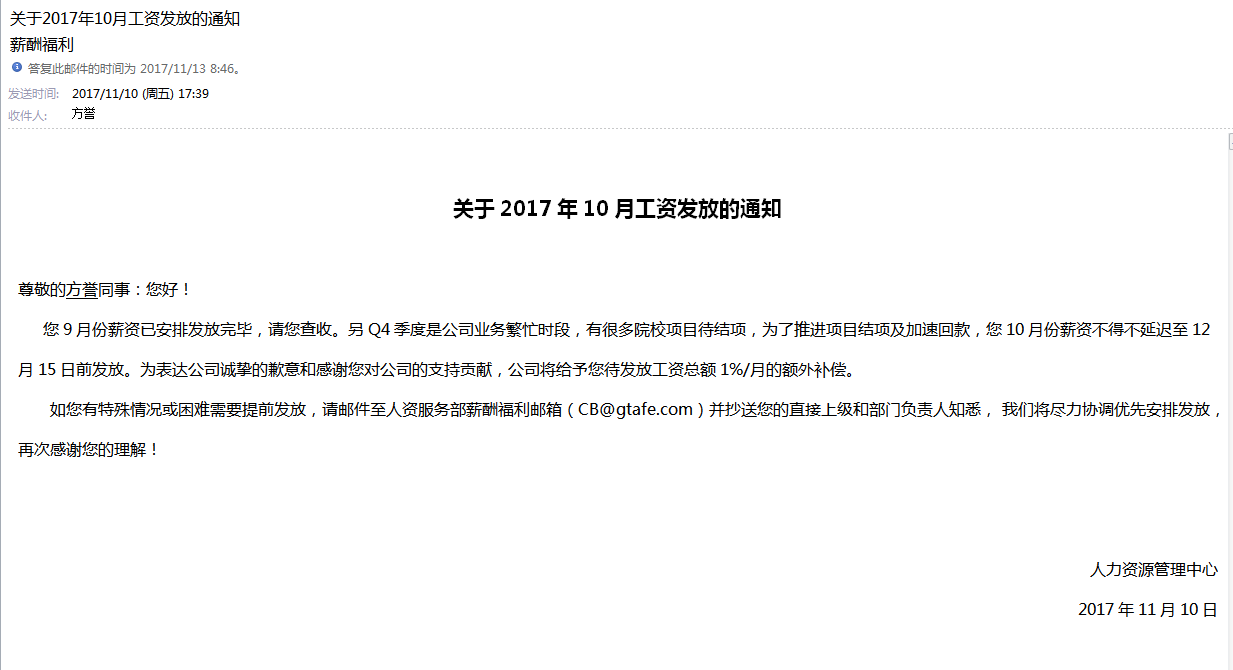 关于2017年10月工资发放的通知
薪酬福利
答复此邮件的时间为 2017/11/13 8:46。
发送时间: 2017/11/10 (周五) 17:39
收件人: 方誉
关于 2017 年 10 月工资发放的通知
尊敬的方誉同事：您好！
您 9 月份薪资已安排发放完毕，请您查收。另 Q4 季度是公司业务繁忙时段，有很多院校项目待结项，为了推进项目结项及加速回款，您 10 月份薪资不得不延迟至 12
月 15 日前发放。为表达公司诚挚的歉意和感谢您对公司的支持贡献，公司将给予您待发放工资总额 1%/月的额外补偿。
如您有特殊情况或困难需要提前发放，请邮件至人资服务部薪酬福利邮箱（CB@gtafe.com）并抄送您的直接上级和部门负责人知悉， 我们将尽力协调优先安排发放，
再次感谢您的理解！
人力资源管理中心
2017 年 11 月 10 日